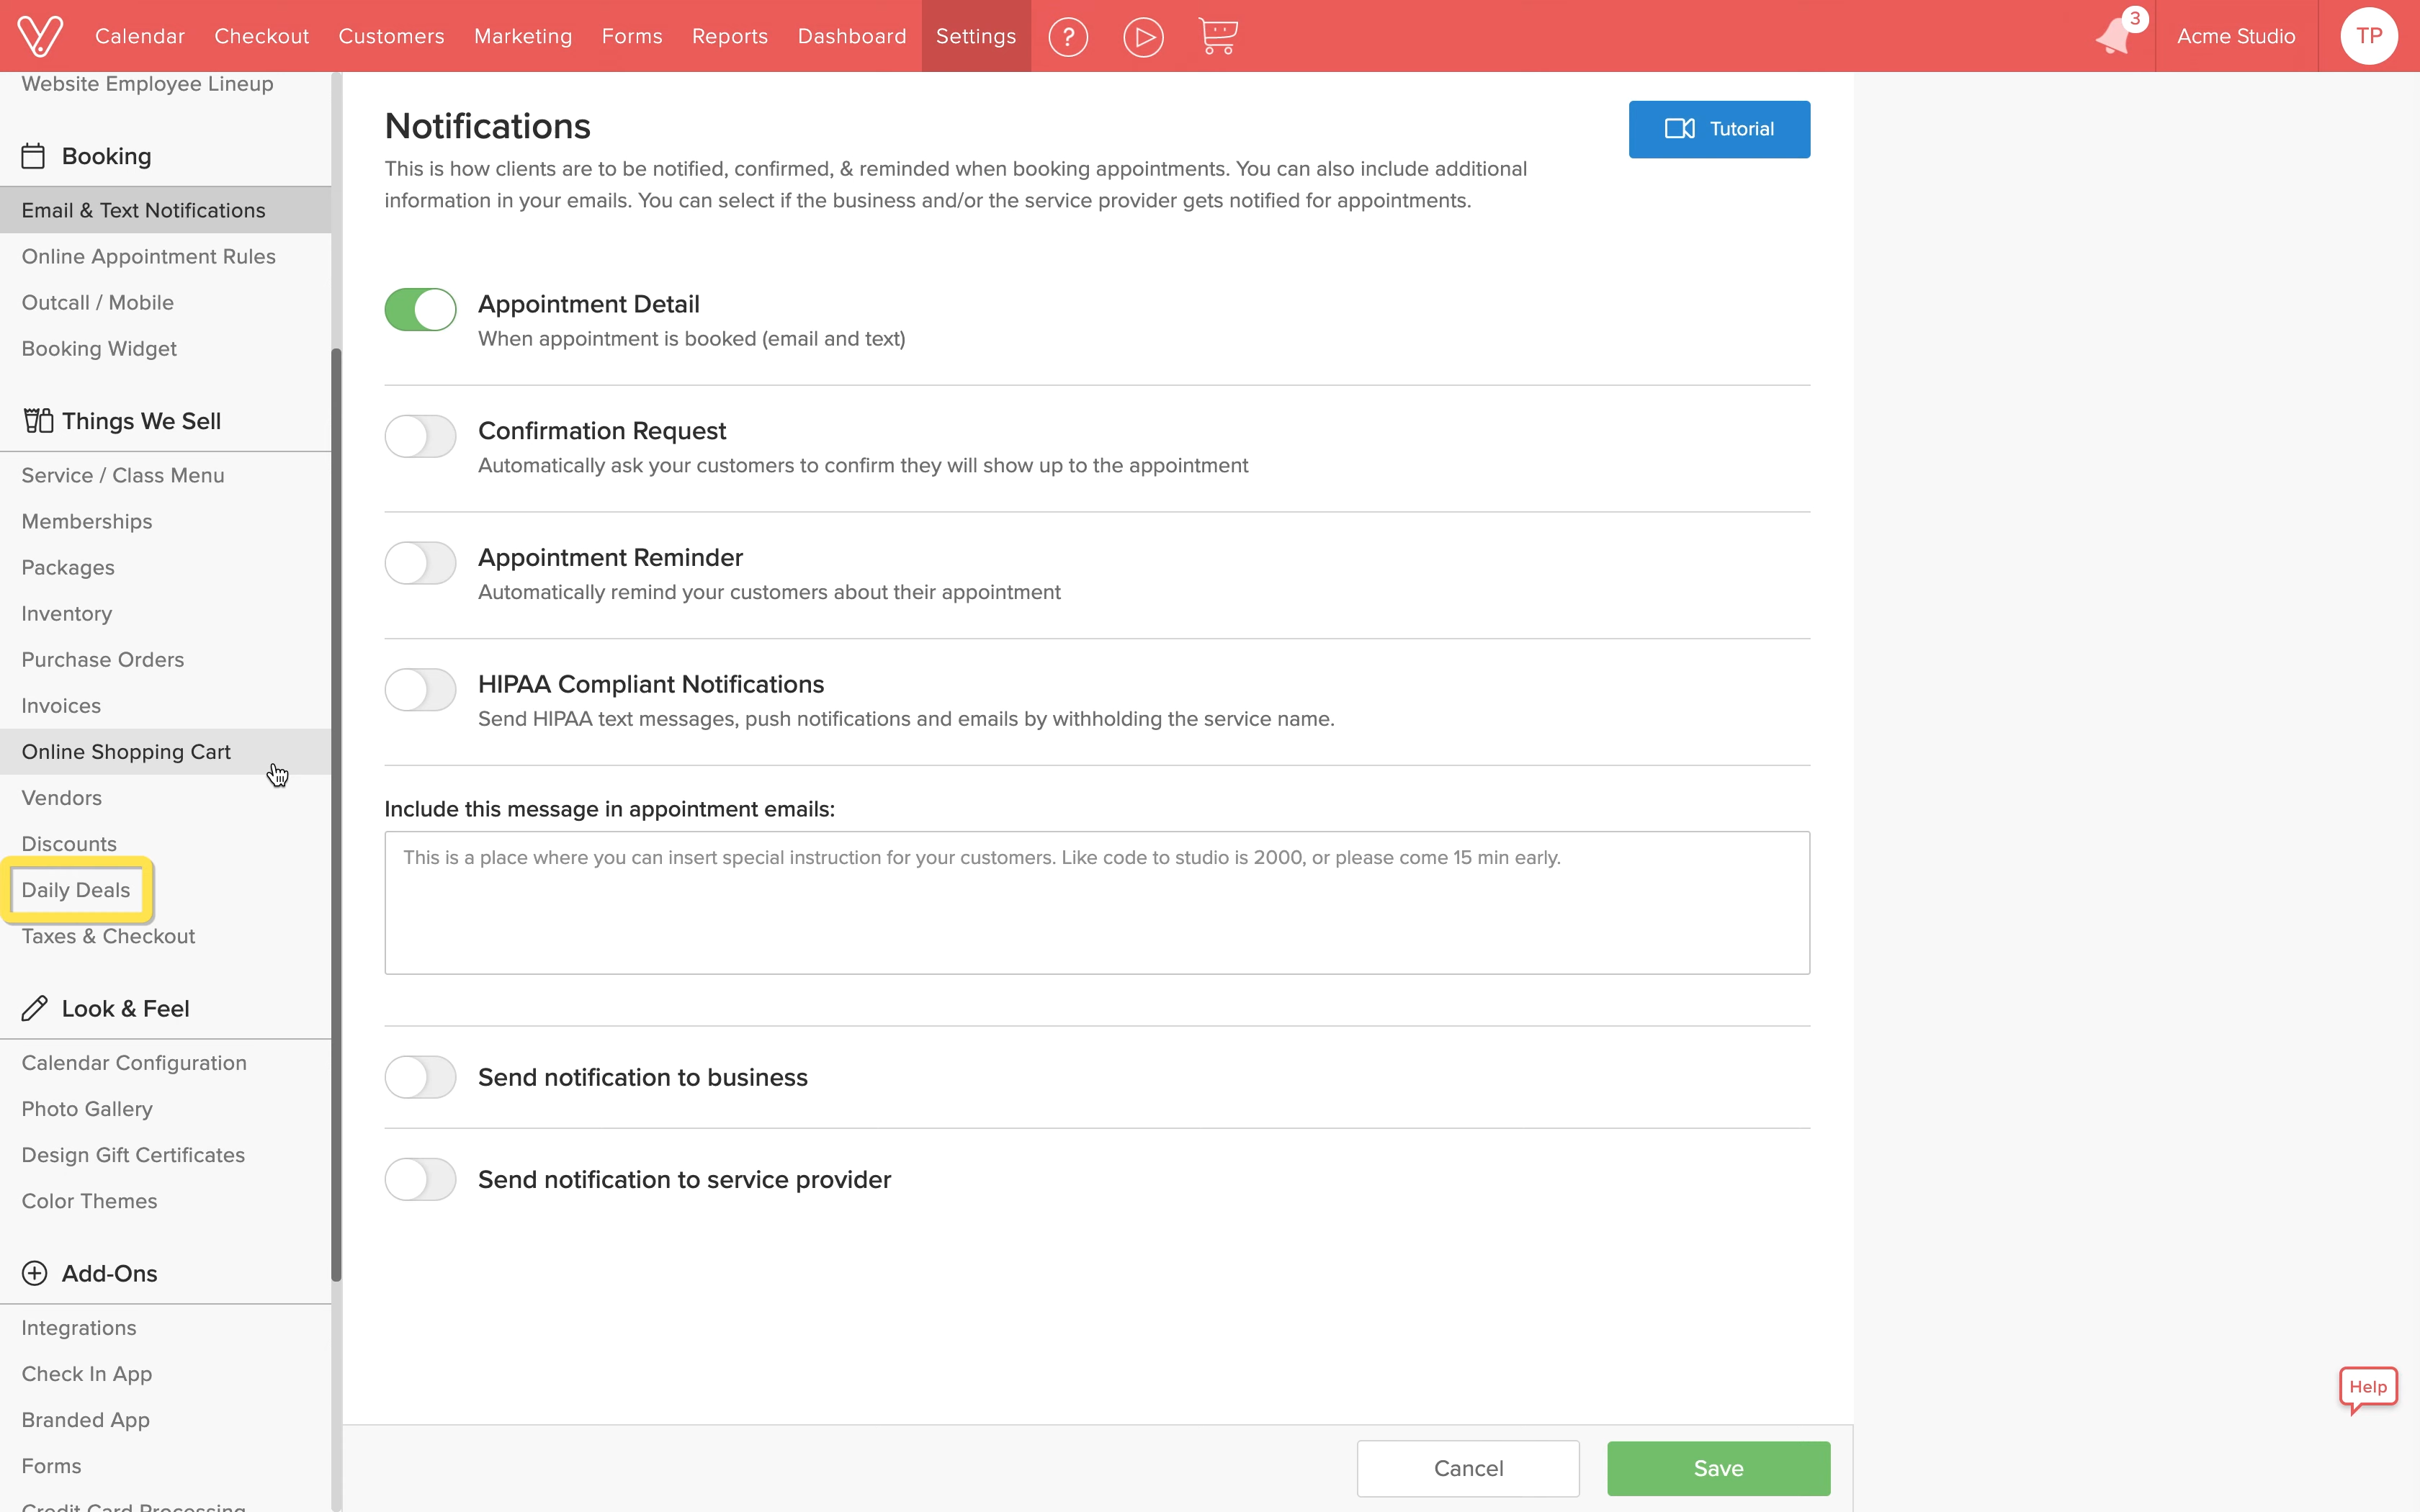 Calendar Checkout Customers Marketing Forms Reports Dashboard Settings ? 3 Acme Studio TP
Website Employee Lineup
Booking
Email & Text Notifications
Online Appointment Rules
Outcall / Mobile
Booking Widget
Things We Sell
Service / Class Menu
Memberships
Packages
Inventory
Purchase Orders
Invoices
Online Shopping Cart
Vendors
Discounts
Daily Deals
Taxes & Checkout
Look & Feel
Calendar Configuration
Photo Gallery
Design Gift Certificates
Color Themes
Add-Ons
Integrations
Check In App
Branded App
Forms
Credit Card Processing
Notifications
Tutorial
This is how clients are to be notified, confirmed, & reminded when booking appointments. You can also include additional
information in your emails. You can select if the business and/or the service provider gets notified for appointments.
Appointment Detail
When appointment is booked (email and text)
Confirmation Request
Automatically ask your customers to confirm they will show up to the appointment
Appointment Reminder
Automatically remind your customers about their appointment
HIPAA Compliant Notifications
Send HIPAA text messages, push notifications and emails by withholding the service name.
Include this message in appointment emails:
This is a place where you can insert special instruction for your customers. Like code to studio is 2000, or please come 15 min early.
Send notification to business
Send notification to service provider
Cancel
Save
Help